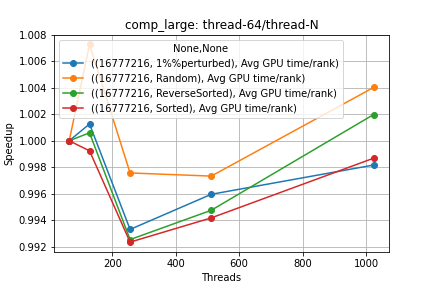 comp_large: thread-64/thread-N
None,None
((16777216, 1%%perturbed), Avg GPU time/rank)
((16777216, Random), Avg GPU time/rank)
((16777216, ReverseSorted), Avg GPU time/rank)
((16777216, Sorted), Avg GPU time/rank)
1.008
1.006
1.004
1.002
1.000
0.998
0.996
0.994
0.992
Speedup
200 400 600 800 1000
Threads